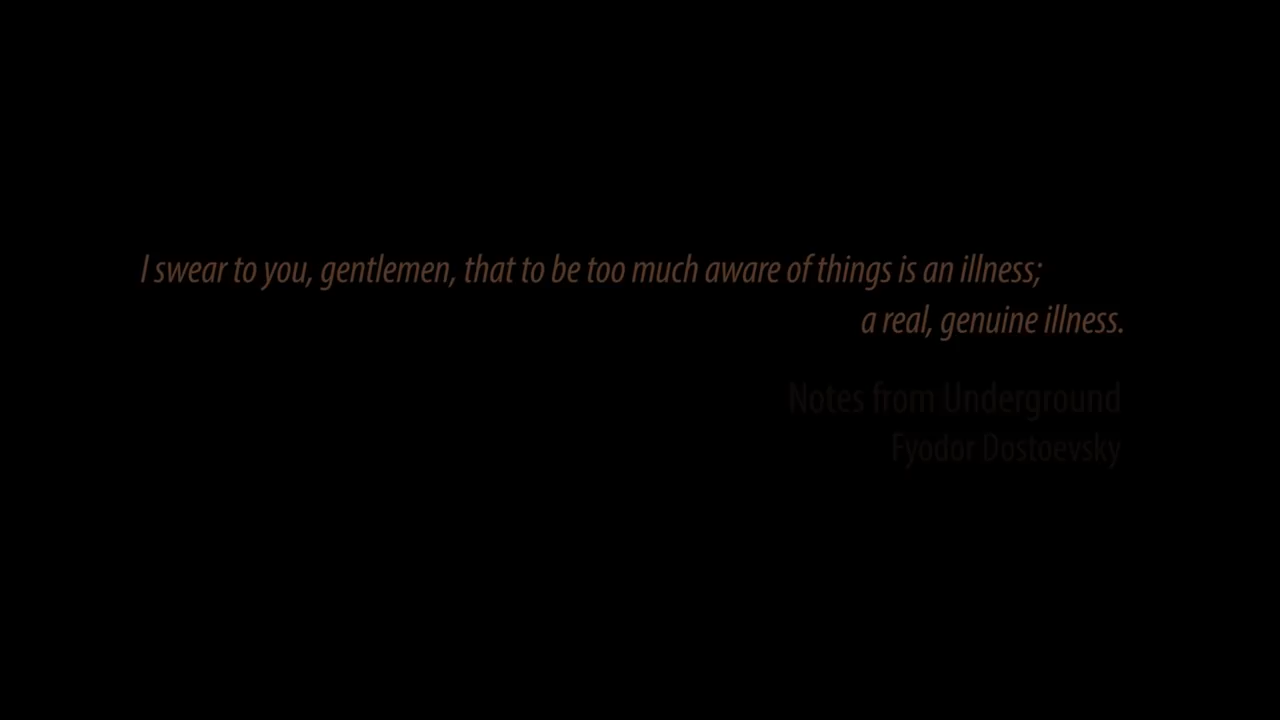 I swear to you, gentlemen, that to be too much aware of things is an illness;
a real, genuine illness.
Notes from Underground
Fyodor Dostoevsky